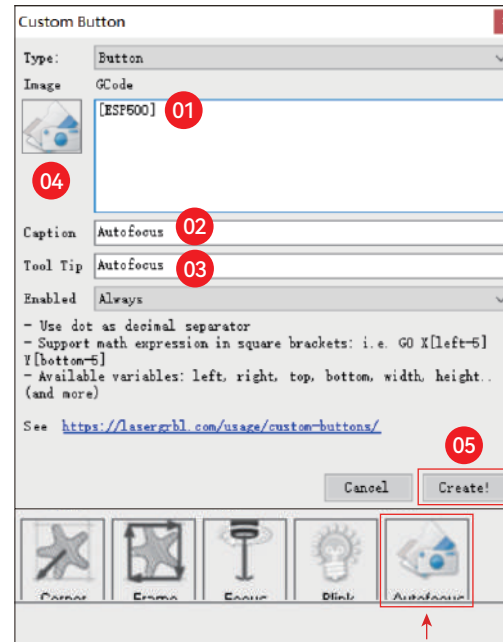 Custom Button
Type: Button
Image GCode
[ESP600] 01
04
Caption Autofocus 02
Tool Tip Autofocus 03
Enabled Always
- Use dot as decimal separator
- Support math expression in square brackets: i.e. G0 X[left-5]
Y[bottom-5]
- Available variables: left, right, top, bottom, width, height..
(and more)
See https://lasergrbl.com/usage/custom-buttons/
05
Cancel Create!
Corner Frame Focus Blink Autofocus